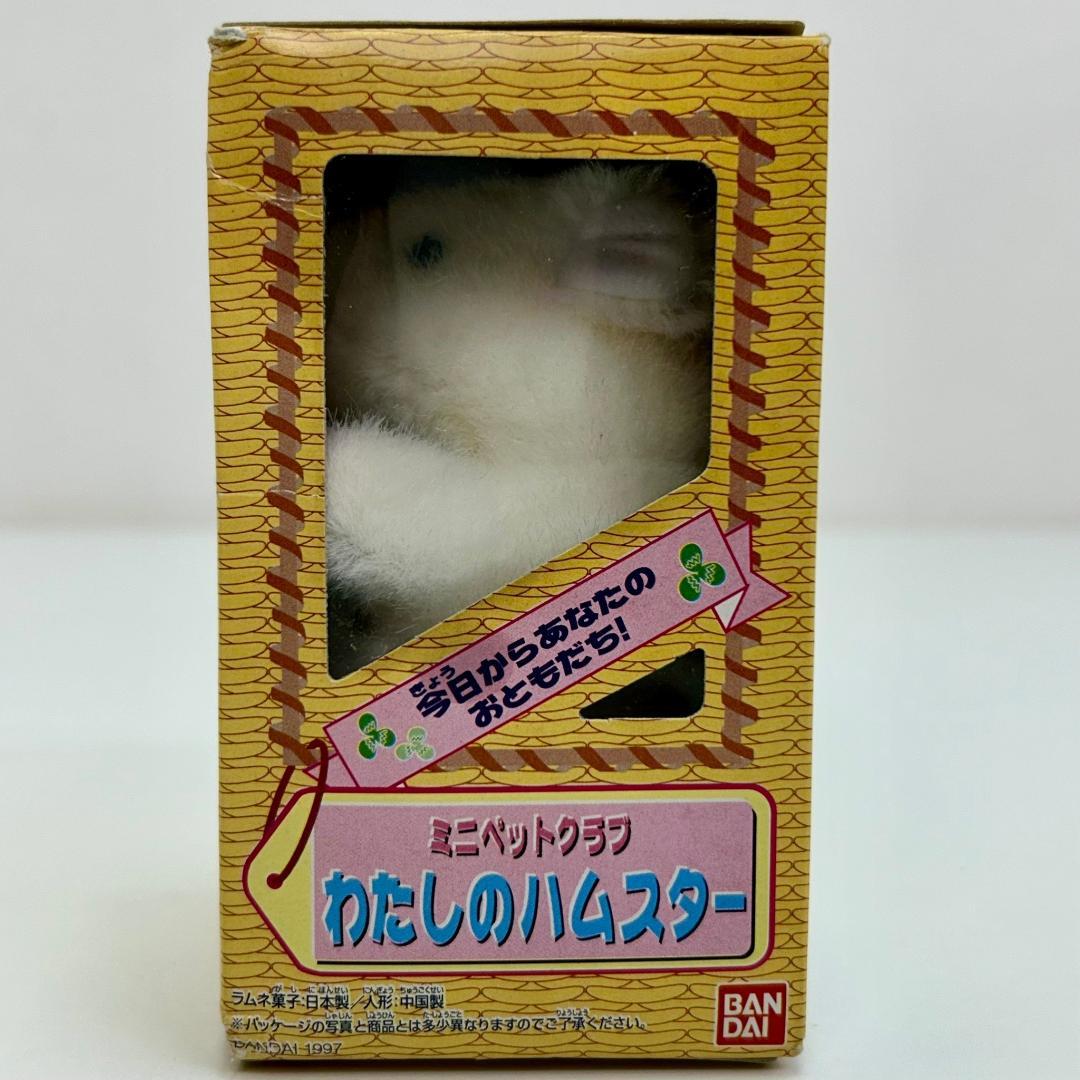 今日からあなたの
おともだち!
ミニペットクラブ
わたしのハムスター
ラムネ菓子:日本製/人形:中国製
※パッケージの写真と商品とは多少異なりますのでご了承ください。
BANDAI 1997
BAN
DAI